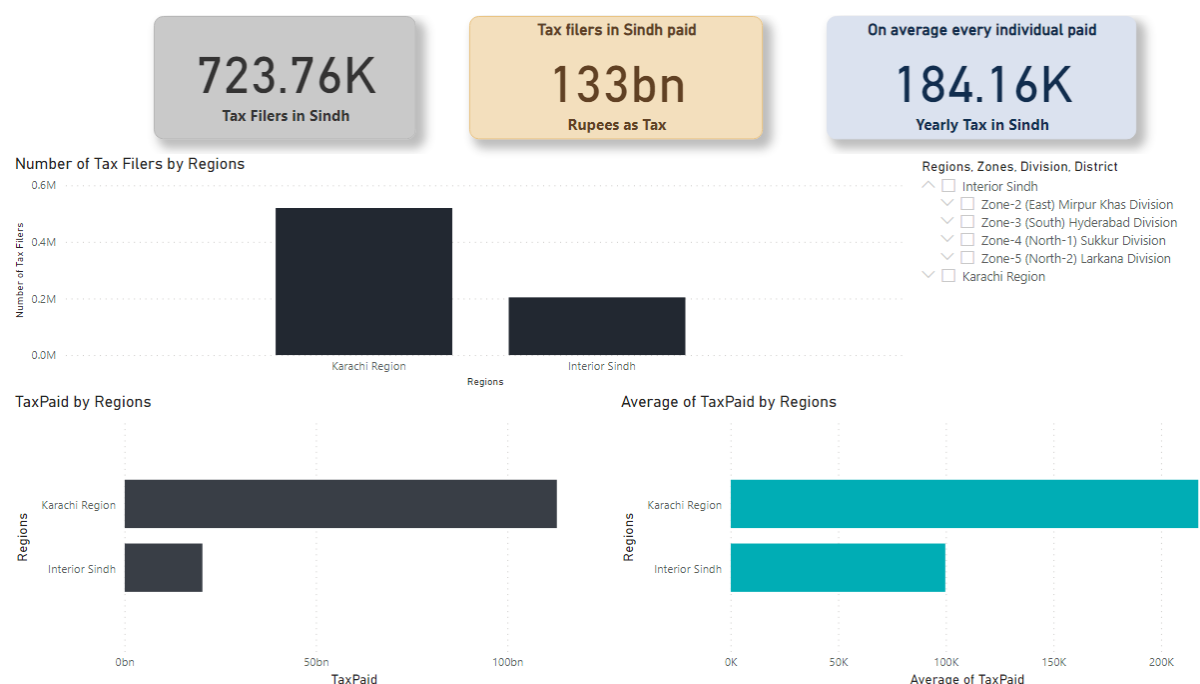 723.76K
Tax Filers in Sindh
Tax filers in Sindh paid
133bn
Rupees as Tax
On average every individual paid
184.16K
Yearly Tax in Sindh
Number of Tax Filers by Regions
0.6M
0.4M
0.2M
0.0M
Number of Tax Filers
Karachi Region
Interior Sindh
Regions
Regions, Zones, Division, District
Interior Sindh
Zone-2 (East) Mirpur Khas Division
Zone-3 (South) Hyderabad Division
Zone-4 (North-1) Sukkur Division
Zone-5 (North-2) Larkana Division
Karachi Region
TaxPaid by Regions
Regions
Karachi Region
Interior Sindh
0bn
50bn
100bn
TaxPaid
Average of TaxPaid by Regions
Regions
Karachi Region
Interior Sindh
0K
50K
100K
150K
200K
Average of TaxPaid